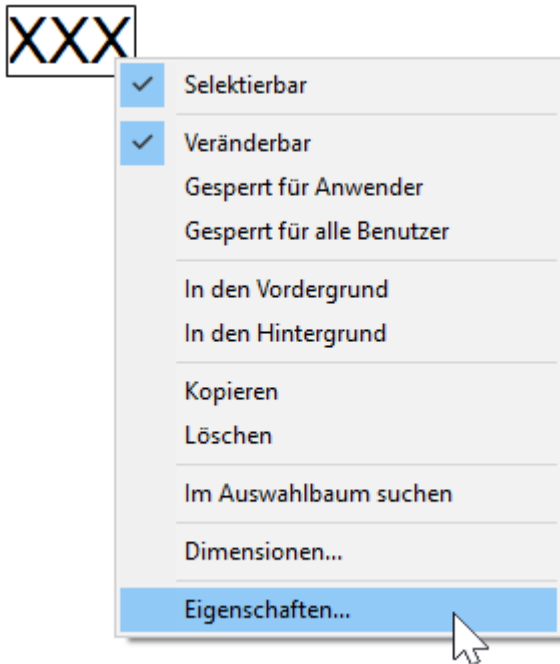 XXX
Selektierbar
Veränderbar
Gesperrt für Anwender
Gesperrt für alle Benutzer
In den Vordergrund
In den Hintergrund
Kopieren
Löschen
Im Auswahlbaum suchen
Dimensionen...
Eigenschaften...